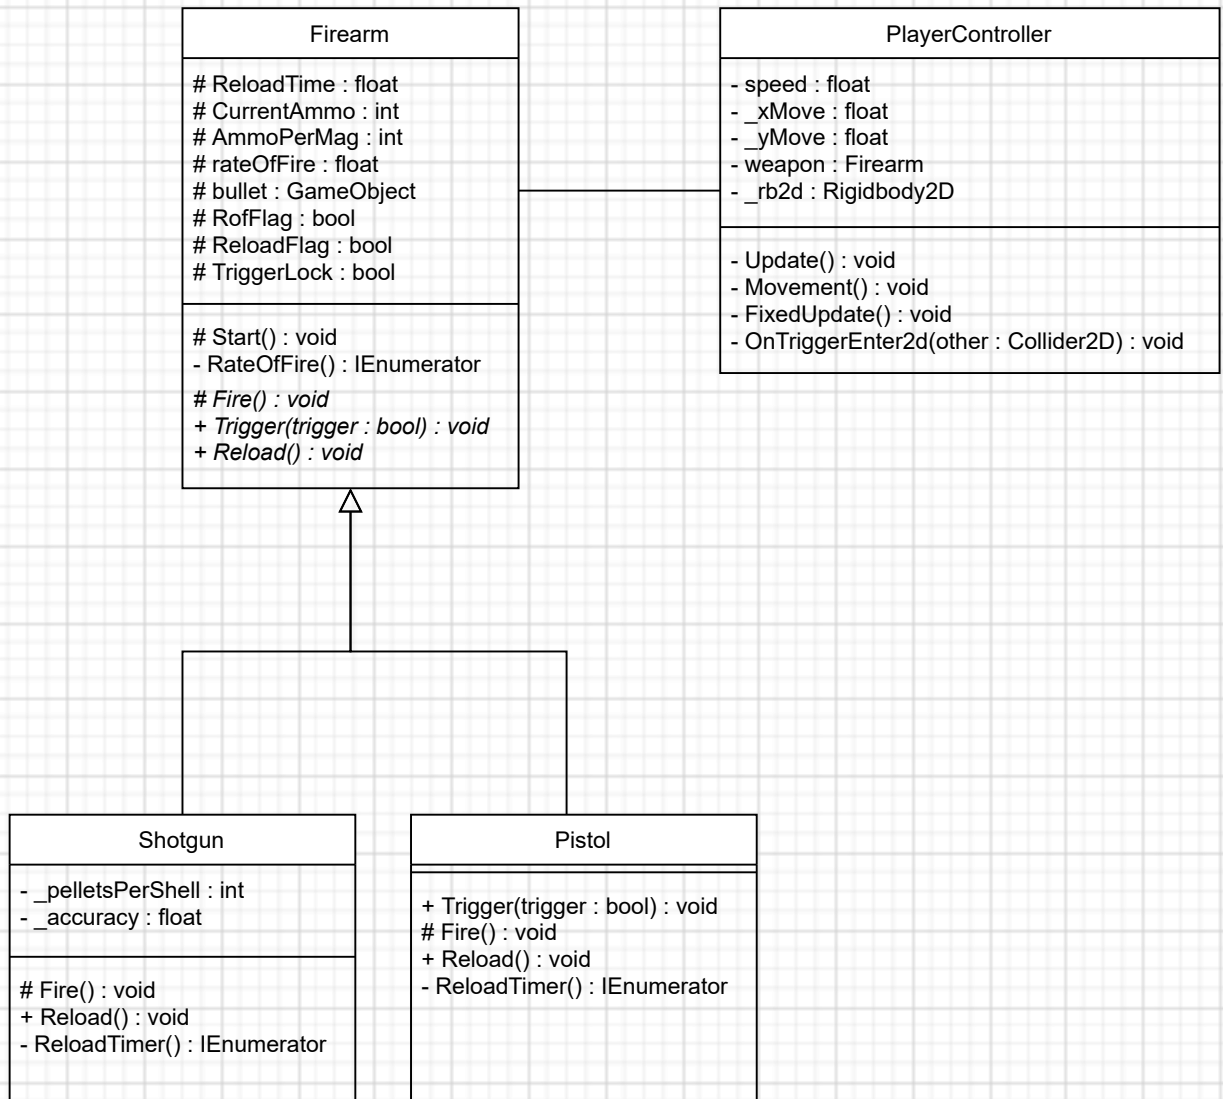 Firearm
# ReloadTime : float
# CurrentAmmo : int
# AmmoPerMag : int
# rateOfFire : float
# bullet : GameObject
# RofFlag : bool
# ReloadFlag : bool
# TriggerLock : bool
# Start() : void
- RateOfFire() : IEnumerator
# Fire() : void
+ Trigger(trigger : bool) : void
+ Reload() : void
PlayerController
- speed : float
- _xMove : float
- _yMove : float
- weapon : Firearm
- _rb2d : Rigidbody2D
- Update() : void
- Movement() : void
- FixedUpdate() : void
- OnTriggerEnter2d(other : Collider2D) : void
Shotgun
- _pelletsPerShell : int
- _accuracy : float
# Fire() : void
+ Reload() : void
- ReloadTimer() : IEnumerator
Pistol
+ Trigger(trigger : bool) : void
# Fire() : void
+ Reload() : void
- ReloadTimer() : IEnumerator